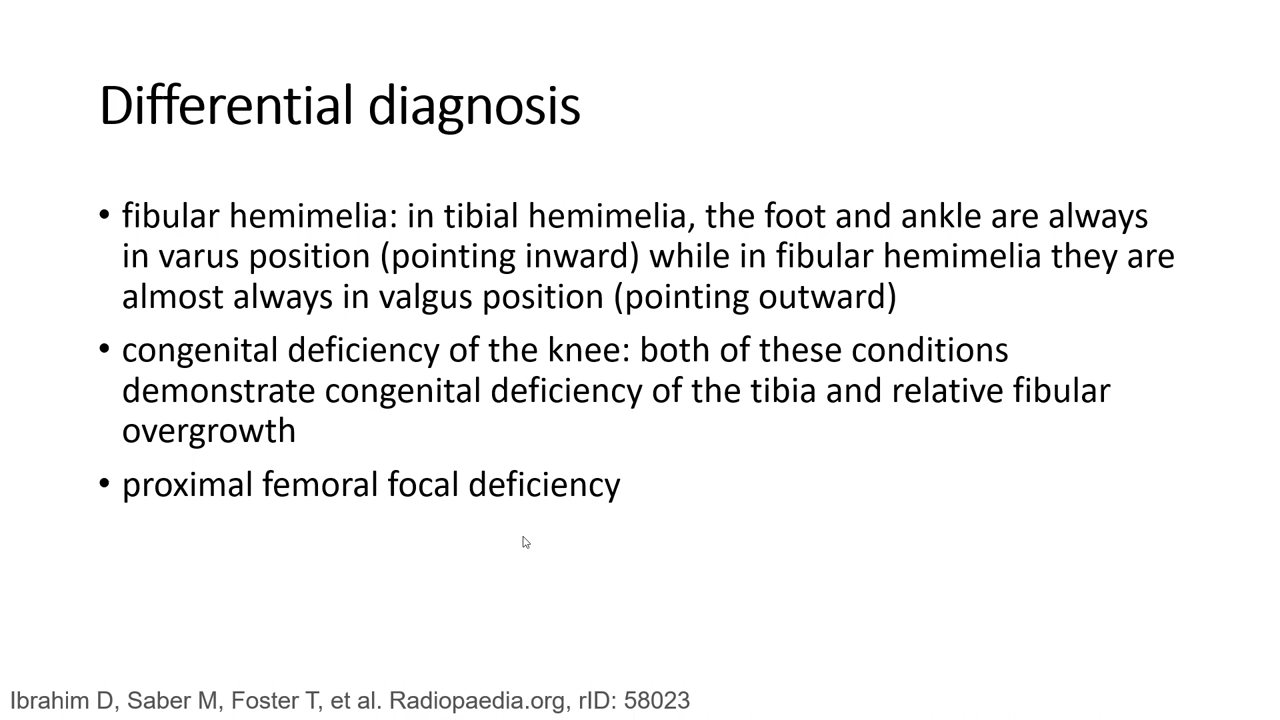 Differential diagnosis
• fibular hemimelia: in tibial hemimelia, the foot and ankle are always
in varus position (pointing inward) while in fibular hemimelia they are
almost always in valgus position (pointing outward)
• congenital deficiency of the knee: both of these conditions
demonstrate congenital deficiency of the tibia and relative fibular
overgrowth
• proximal femoral focal deficiency
Ibrahim D, Saber M, Foster T, et al. Radiopaedia.org, rID: 58023